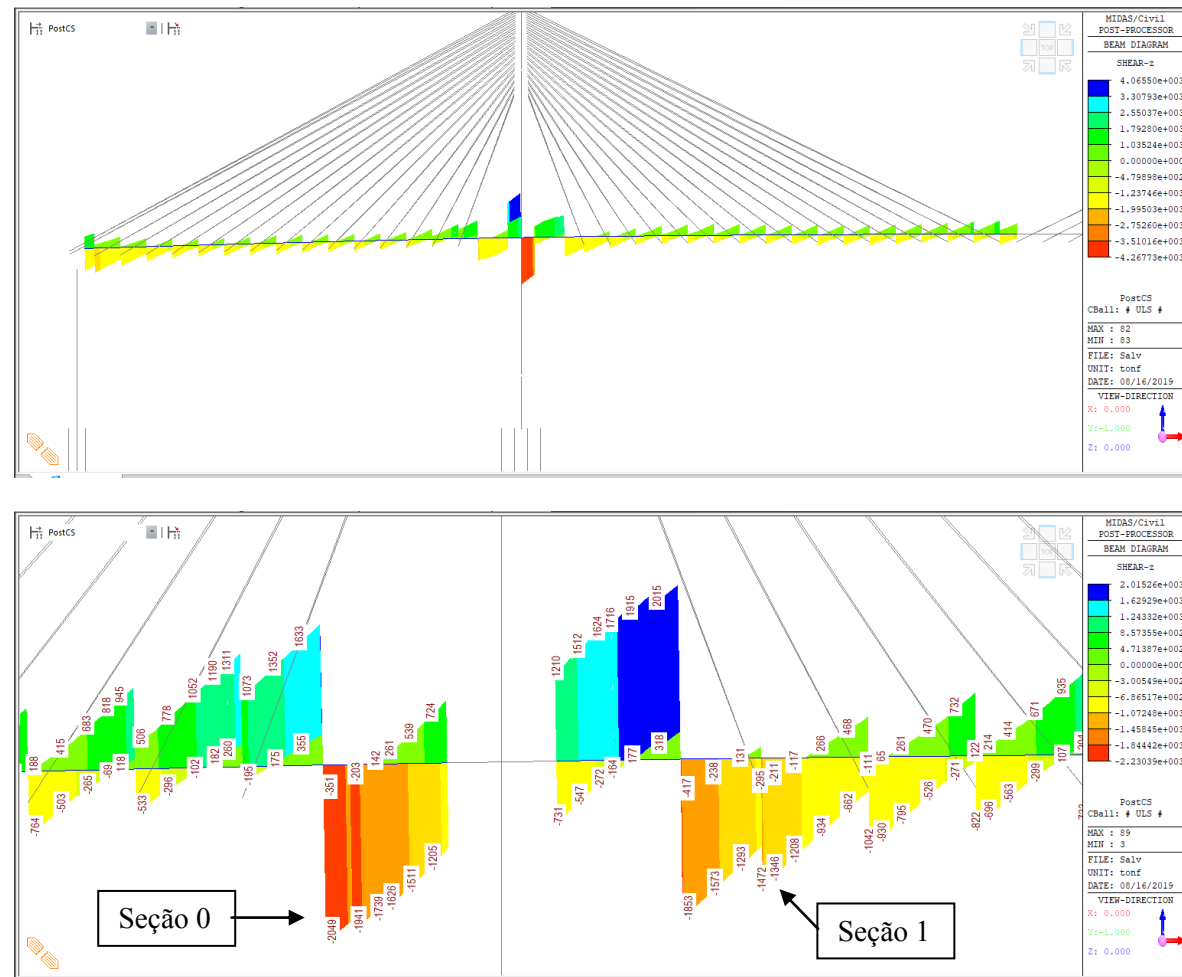 PostCS
TOP
MIDAS/Civil
POST-PROCESSOR
BEAM DIAGRAM
SHEAR-z
4.06550e+003
3.30793e+003
2.55037e+003
1.79280e+003
1.03524e+003
0.00000e+000
-4.79898e+002
-1.23746e+003
-1.99503e+003
-2.75260e+003
-3.51016e+003
-4.26773e+003
PostCS
CBall: # ULS #
MAX : 82
MIN : 83
FILE: Salv
UNIT: tonf
DATE: 08/16/2019
VIEW-DIRECTION
X: 0.000
Y:-1.000
Z: 0.000
PostCS
TOP
188
415
683
818
945
506
778
1052
1190
1311
1073
1352
1633
-764
-503
-265
-69
118
-533
-296
-102
182
260
-195
175
355
-351
-203
142
261
539
724
-2049
-1941
-1739
-1626
-1511
-1205
1210
1512
1624
1716
1915
2015
-731
-547
-272
-164
177
318
-417
-238
131
-295
-211
-117
266
468
-1853
-1573
-1293
-1472
-1346
-1208
-934
-662
-111
65
261
470
732
-1042
-930
-795
-526
-271
122
214
414
671
935
-822
-696
-563
-299
107
Seção 0
Seção 1
MIDAS/Civil
POST-PROCESSOR
BEAM DIAGRAM
SHEAR-z
2.01526e+003
1.62929e+003
1.24332e+003
8.57355e+002
4.71387e+002
0.00000e+000
-3.00549e+002
-6.86517e+002
-1.07248e+003
-1.45845e+003
-1.84442e+003
-2.23039e+003
PostCS
CBall: # ULS #
MAX : 89
MIN : 3
FILE: Salv
UNIT: tonf
DATE: 08/16/2019
VIEW-DIRECTION
X: 0.000
Y:-1.000
Z: 0.000